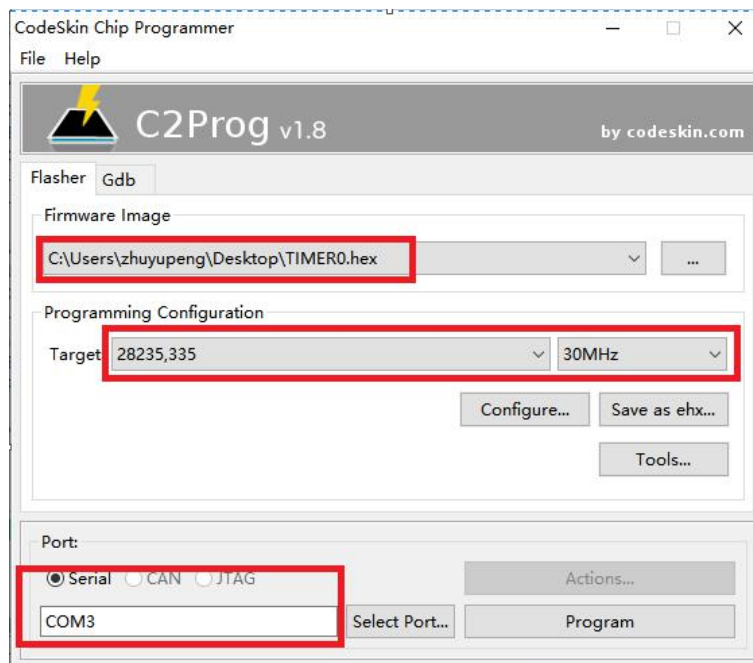 CodeSkin Chip Programmer
File Help
C2Prog v1.8
by codeskin.com
Flasher Gdb
Firmware Image
C:\Users\zhuyupeng\Desktop\TIMER0.hex ...
Programming Configuration
Target 28235,335 30MHz
Configure... Save as ehx...
Tools...
Port:
Serial CAN JTAG Actions...
COM3 Select Port... Program